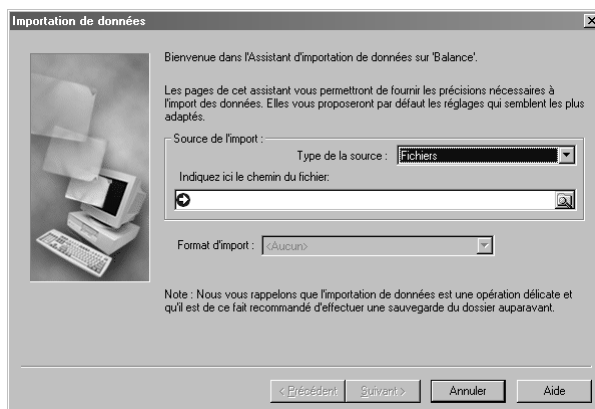 Importation de données
Bienvenue dans l'Assistant d'importation de données sur 'Balance'.
Les pages de cet assistant vous permettront de fournir les précisions nécessaires à
l'import des données. Elles vous proposeront par défaut les réglages qui semblent les plus
adaptés.
Source de l'import :
Type de la source : Fichiers
Indiquez ici le chemin du fichier:
Format d'import : <Aucun>
Note : Nous vous rappelons que l'importation de données est une opération délicate et
qu'il est de ce fait recommandé d'effectuer une sauvegarde du dossier auparavant.
< Précédent Suivant > Annuler Aide